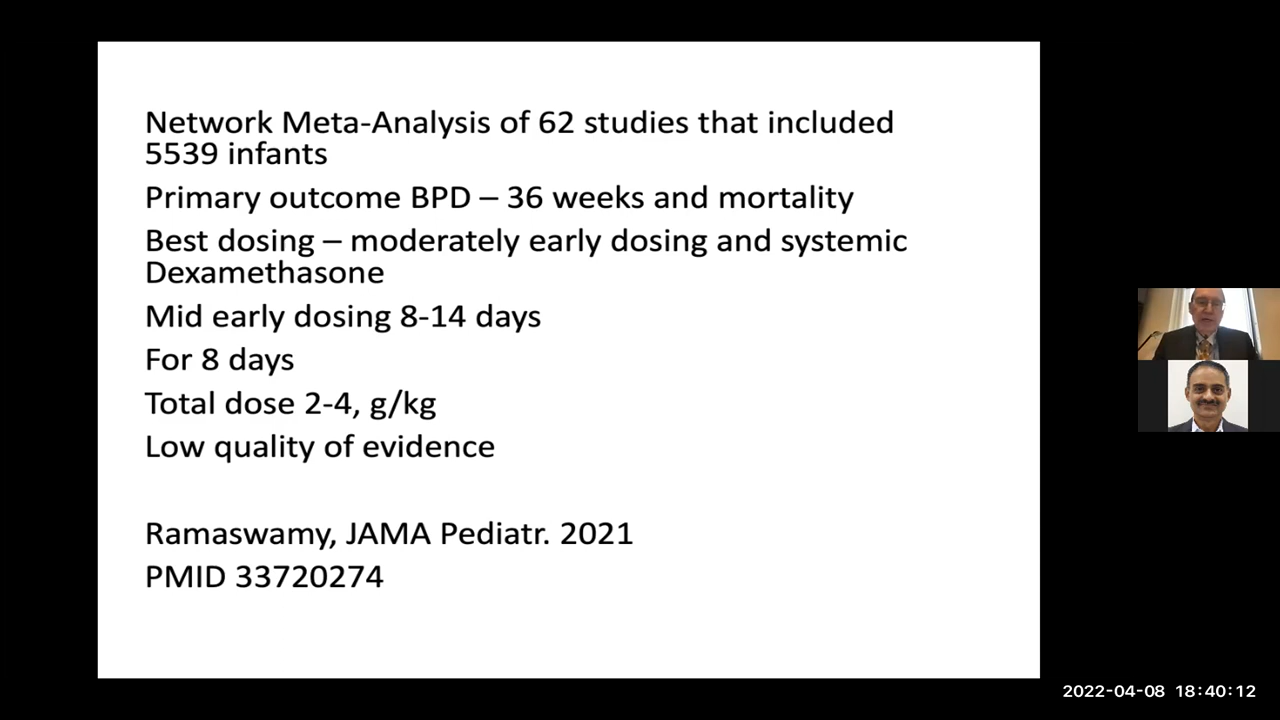 Network Meta-Analysis of 62 studies that included
5539 infants
Primary outcome BPD – 36 weeks and mortality
Best dosing – moderately early dosing and systemic
Dexamethasone
Mid early dosing 8-14 days
For 8 days
Total dose 2-4, g/kg
Low quality of evidence
Ramaswamy, JAMA Pediatr. 2021
PMID 33720274
2022-04-08 18:40:12